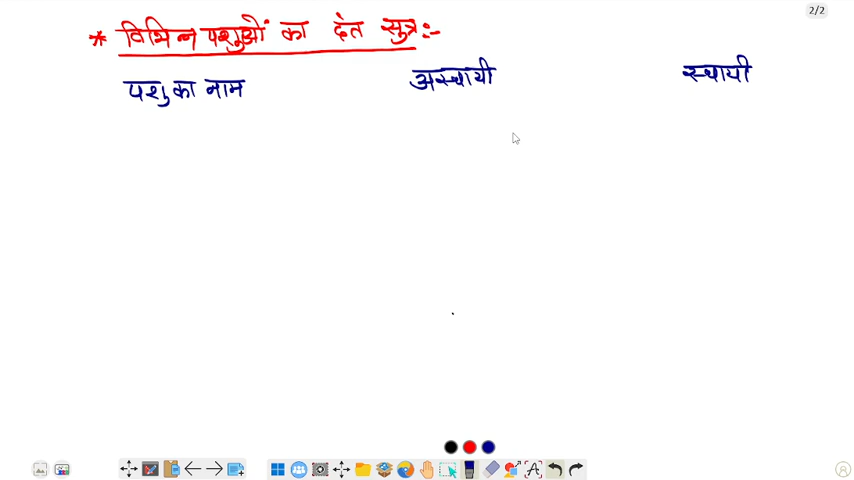 2/2
* विभिन्न पशुओं का दंत सुत्र :-
पशु का नाम अस्थायी स्थायी